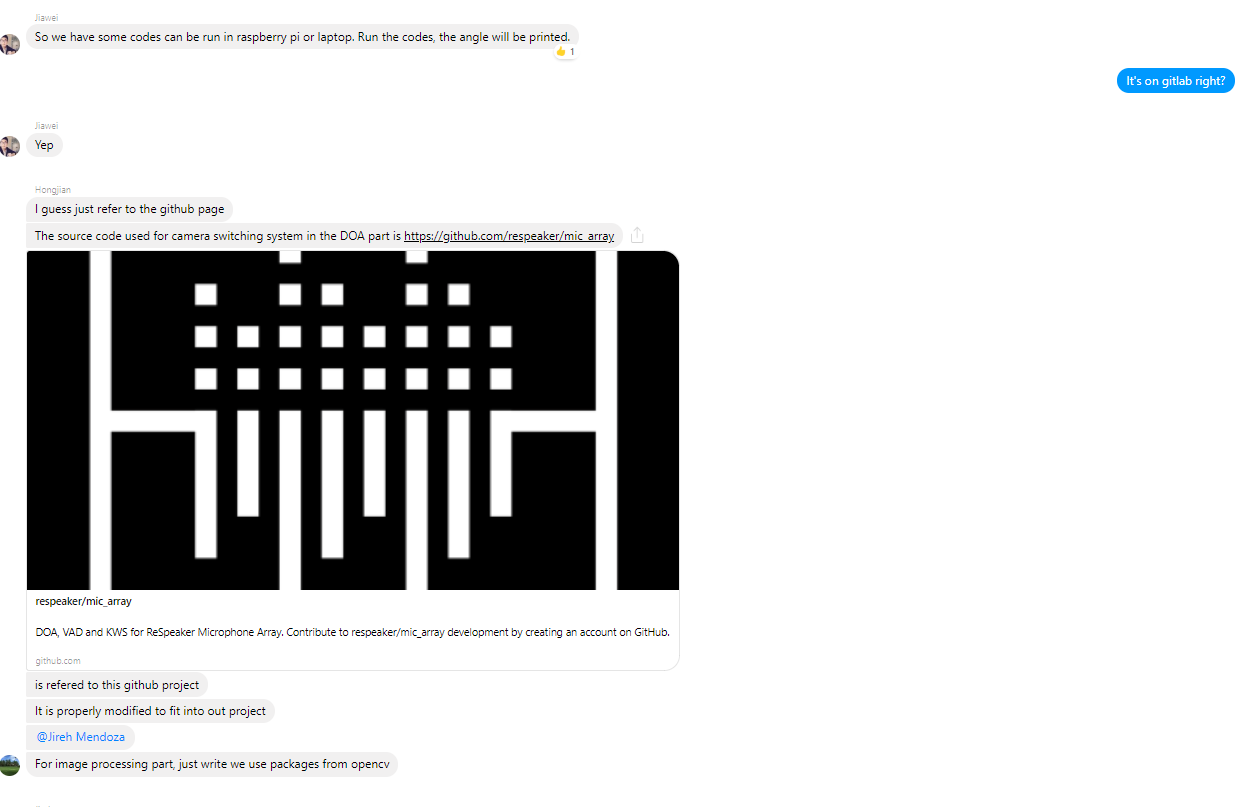 Jiawei
So we have some codes can be run in raspberry pi or laptop. Run the codes, the angle will be printed.
1
It's on gitlab right?
Jiawei
Yep
Hongjian
I guess just refer to the github page
The source code used for camera switching system in the DOA part is https://github.com/respeaker/mic_array
respeaker/mic_array
DOA, VAD and KWS for ReSpeaker Microphone Array. Contribute to respeaker/mic_array development by creating an account on GitHub.
github.com
is refered to this github project
It is properly modified to fit into out project
@Jireh Mendoza
For image processing part, just write we use packages from opencv